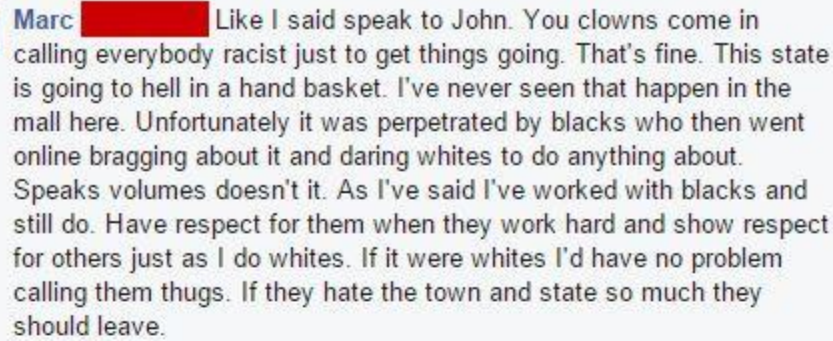 Marc Like I said speak to John. You clowns come in
calling everybody racist just to get things going. That's fine. This state
is going to hell in a hand basket. I've never seen that happen in the
mall here. Unfortunately it was perpetrated by blacks who then went
online bragging about it and daring whites to do anything about.
Speaks volumes doesn't it. As I've said I've worked with blacks and
still do. Have respect for them when they work hard and show respect
for others just as I do whites. If it were whites I'd have no problem
calling them thugs. If they hate the town and state so much they
should leave.